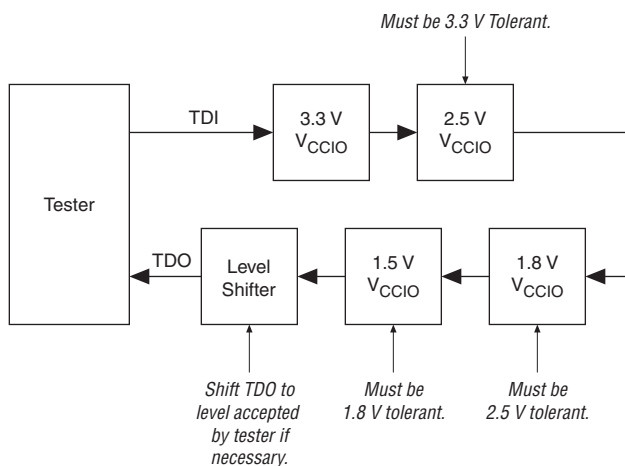 Must be 3.3 V Tolerant.
TDI
3.3 V
VCCIO
2.5 V
VCCIO
Tester
TDO
Level
Shifter
1.5 V
VCCIO
1.8 V
VCCIO
Shift TDO to
level accepted
by tester if
necessary.
Must be
1.8 V tolerant.
Must be
2.5 V tolerant.